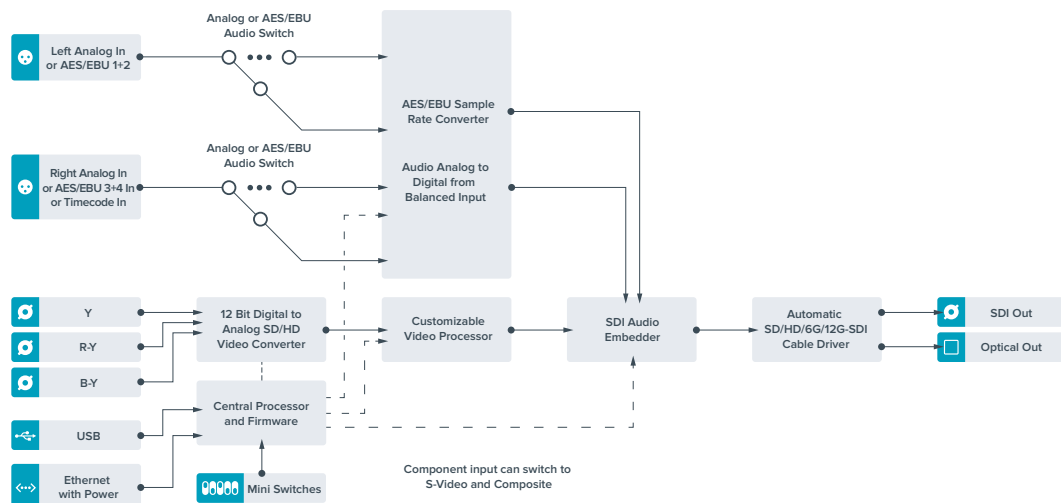 Analog or AES/EBU
Audio Switch
Left Analog In
or AES/EBU 1+2
AES/EBU Sample
Rate Converter
Analog or AES/EBU
Audio Switch
Right Analog In
or AES/EBU 3+4 In
or Timecode In
Audio Analog to
Digital from
Balanced Input
Y
R-Y
B-Y
12 Bit Digital to
Analog SD/HD
Video Converter
Customizable
Video Processor
SDI Audio
Embedder
Automatic
SD/HD/6G/12G-SDI
Cable Driver
SDI Out
Optical Out
USB
Ethernet
with Power
Central Processor
and Firmware
Mini Switches
Component input can switch to
S-Video and Composite